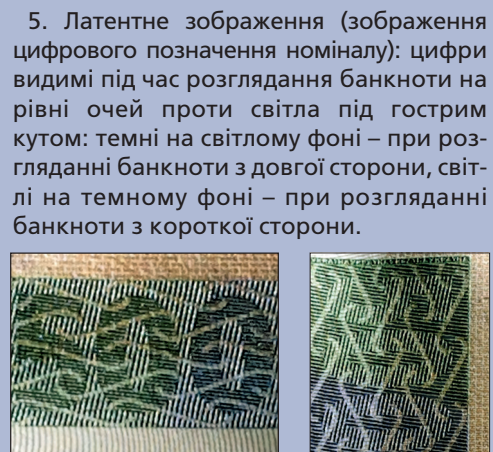 5. Латентне зображення (зображення
цифрового позначення номіналу): цифри
видимі під час розглядання банкноти на
рівні очей проти світла під гострим
кутом: темні на світлому фоні – при роз-
гляданні банкноти з довгої сторони, світ-
лі на темному фоні – при розгляданні
банкноти з короткої сторони.